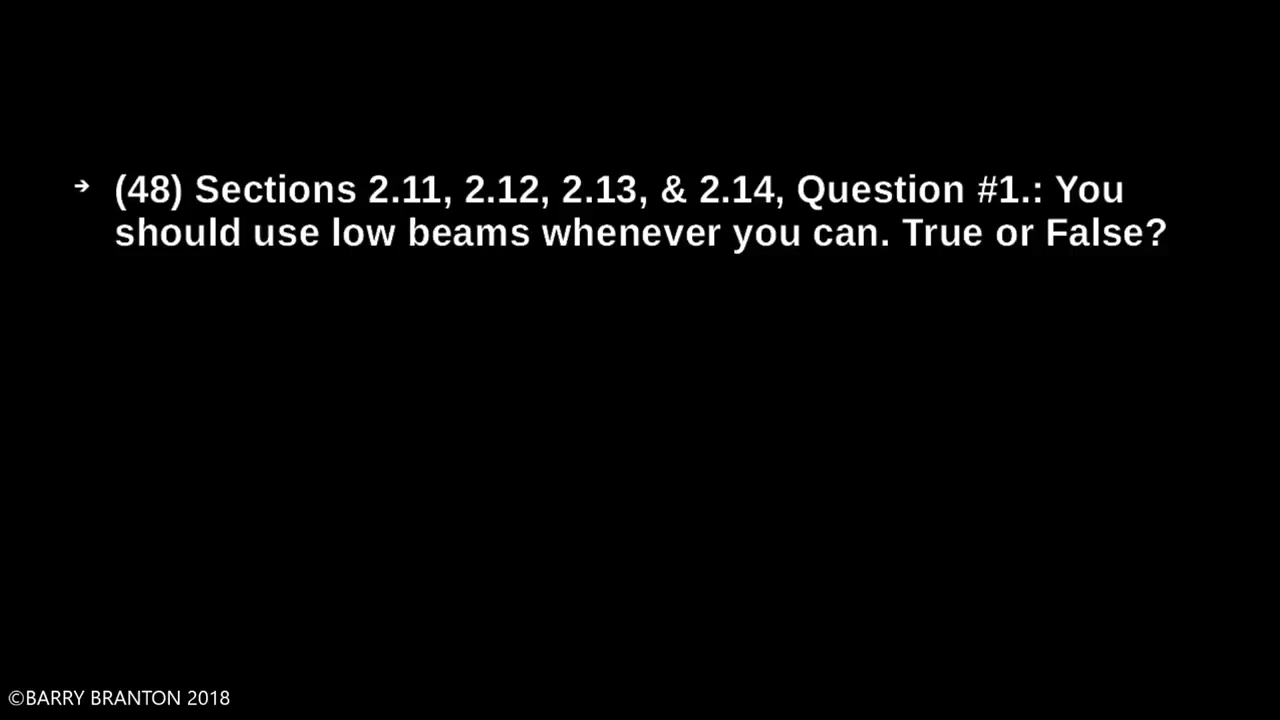 ➔ (48) Sections 2.11, 2.12, 2.13, & 2.14, Question #1.: You
should use low beams whenever you can. True or False?
©BARRY BRANTON 2018